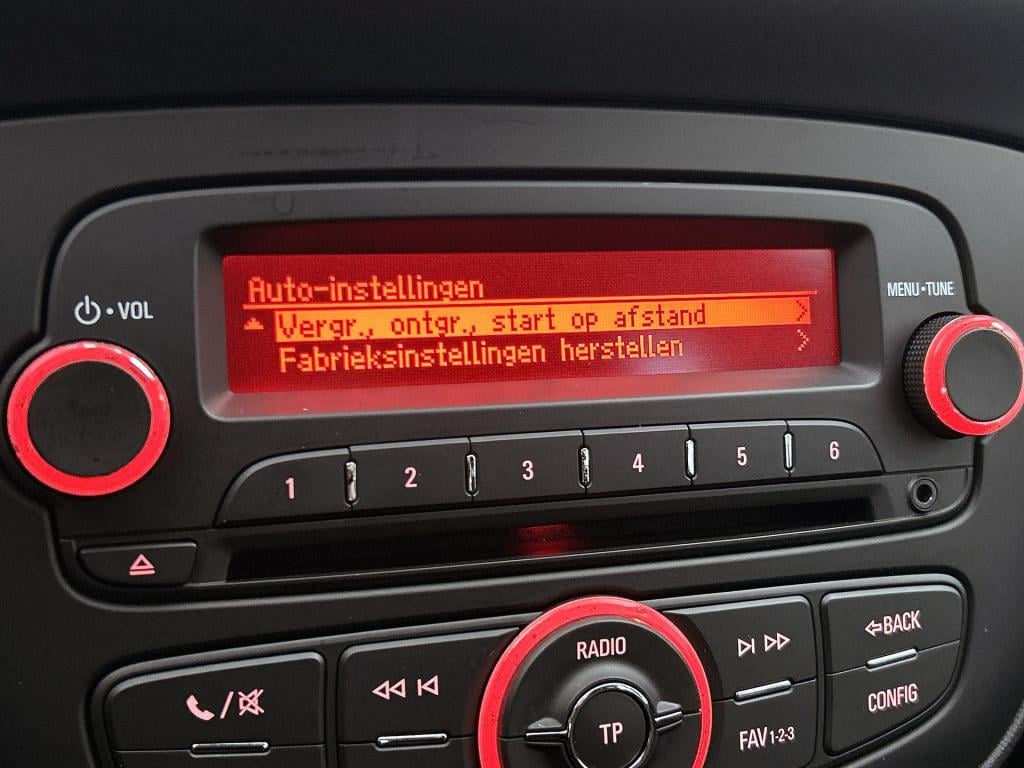 Auto-instellingen
Vergr., ontgr., start op afstand
Fabrieksinstellingen herstellen
VOL
MENU•TUNE
1 2 3 4 5 6
RADIO
TP
FAV 1-2-3
BACK
CONFIG